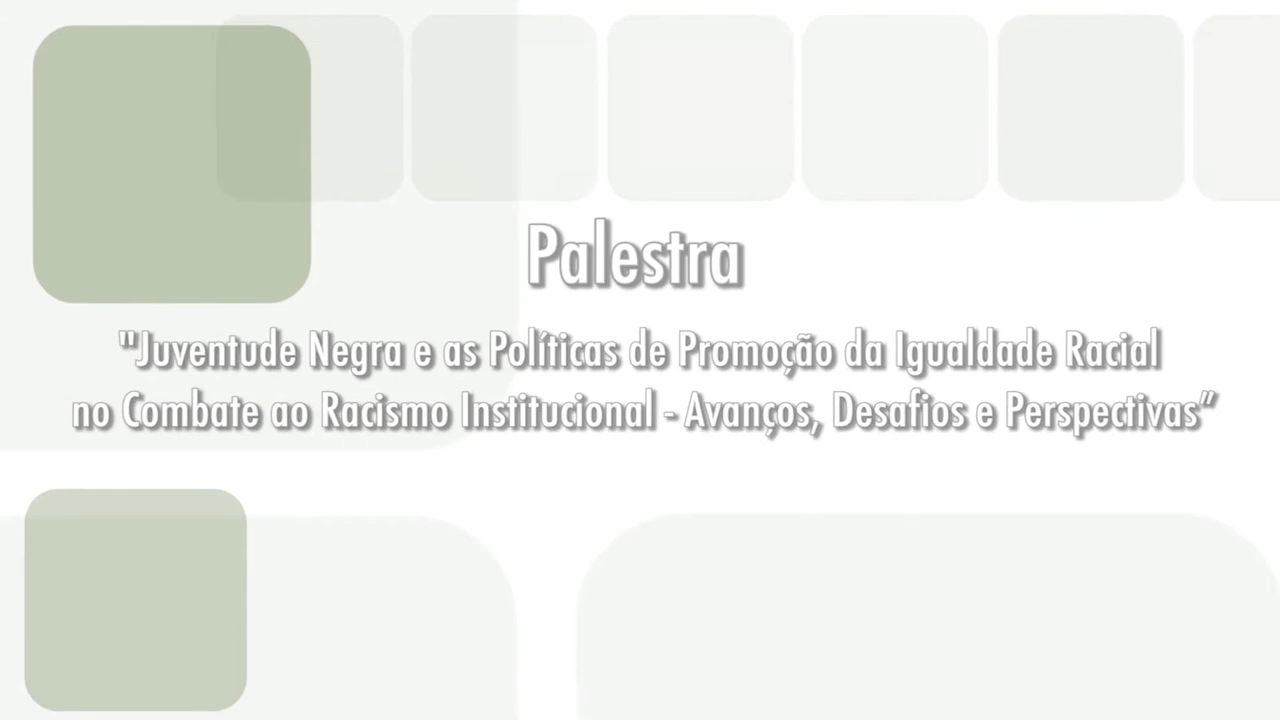 Palestra
"Juventude Negra e as Políticas de Promoção da Igualdade Racial
no Combate ao Racismo Institucional - Avanços, Desafios e Perspectivas”